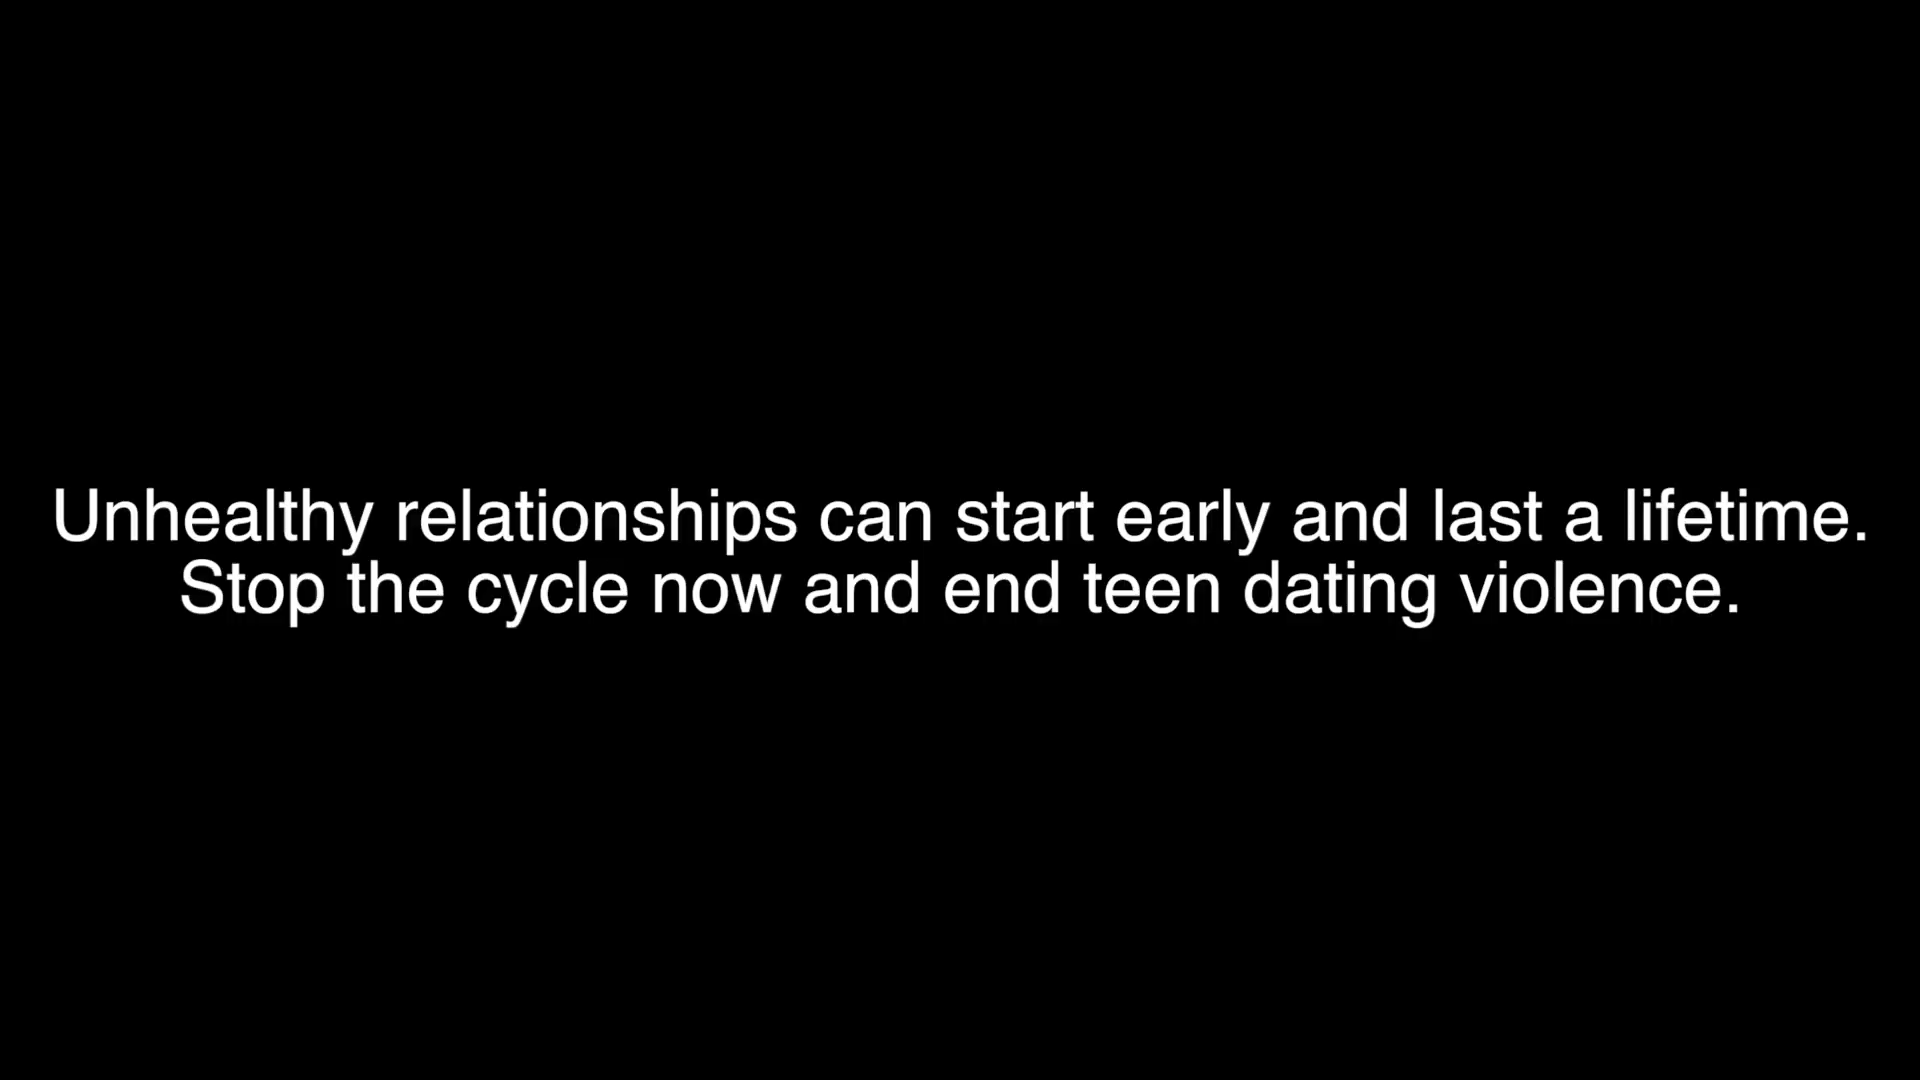 Unhealthy relationships can start early and last a lifetime.
Stop the cycle now and end teen dating violence.